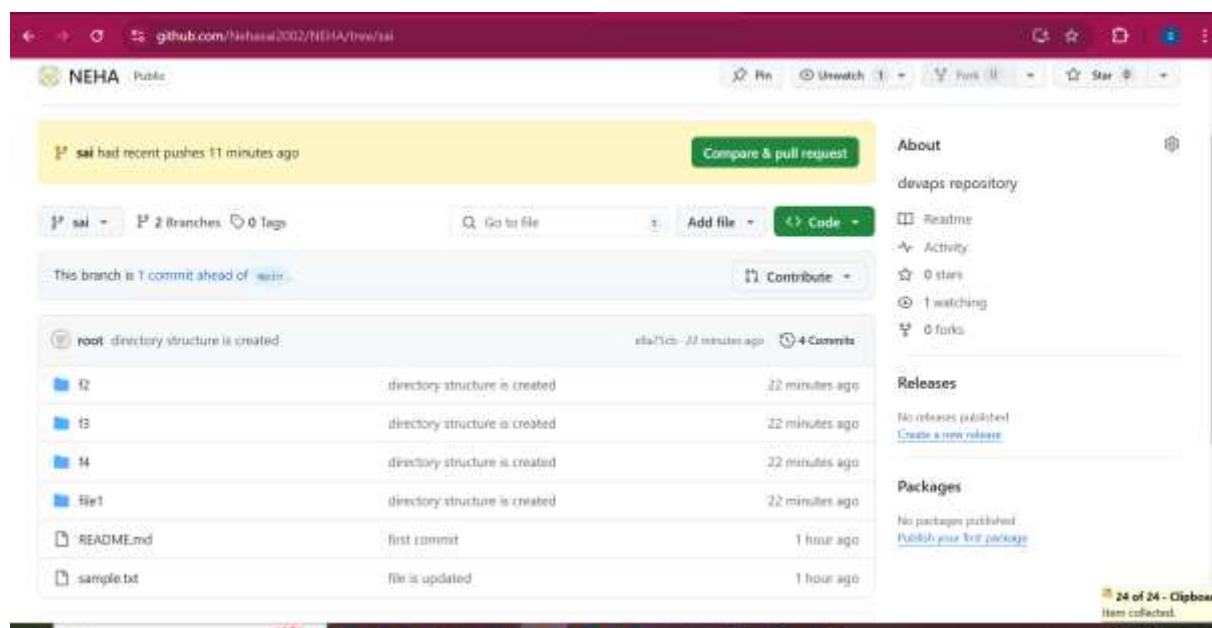 github.com/Nehasai2002/NEHA/tree/sai
NEHA Public
Pin Unwatch 1 Fork 0 Star 0
sai had recent pushes 11 minutes ago
Compare & pull request
sai 2 Branches 0 Tags
Go to file
Add file
<> Code
This branch is 1 commit ahead of main.
Contribute
root directory structure is created
22 minutes ago 4 Commits
f2 directory structure is created 22 minutes ago
f3 directory structure is created 22 minutes ago
f4 directory structure is created 22 minutes ago
file1 directory structure is created 22 minutes ago
README.md first commit 1 hour ago
sample.txt file is updated 1 hour ago
About
devaps repository
Readme
Activity
0 stars
1 watching
0 forks
Releases
No releases published
Create a new release
Packages
No packages published
Publish your first package
24 of 24 - Clipboa
Item collected.